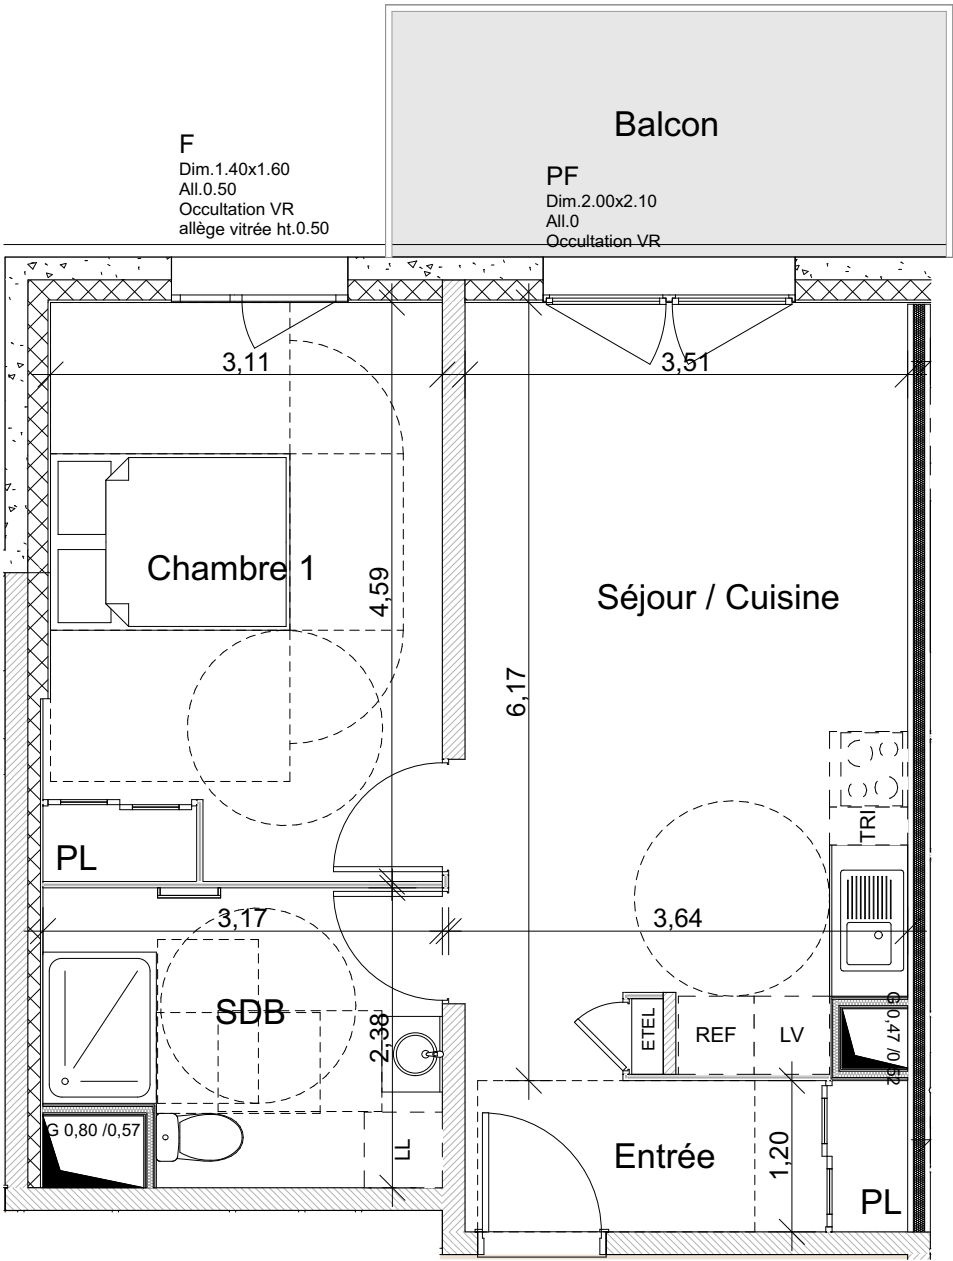 Balcon
F
Dim.1.40x1.60
All.0.50
Occultation VR
allège vitrée ht.0.50
PF
Dim.2.00x2.10
All.0
Occultation VR
3,11
3,51
Chambre 1
4,59
Séjour / Cuisine
6,17
TRI
PL
3,17
3,64
SDB
2,38
ETEL
REF
LV
G 0,47 /0,52
G 0,80 /0,57
LL
Entrée
1,20
PL